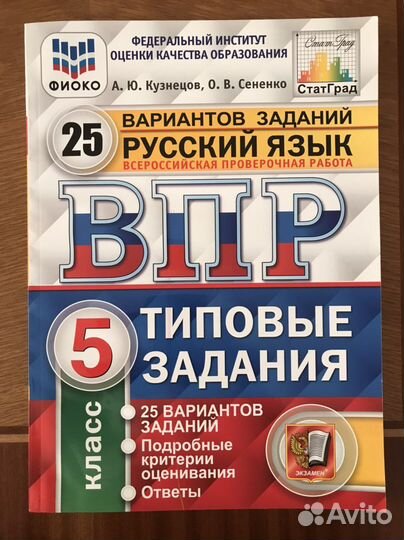 ФЕДЕРАЛЬНЫЙ ИНСТИТУТ
ОЦЕНКИ КАЧЕСТВА ОБРАЗОВАНИЯ
ФИОКО
А. Ю. Кузнецов, О. В. Сененко
СтатГрад
СтатГрад
25
ВАРИАНТОВ ЗАДАНИЙ
РУССКИЙ ЯЗЫК
ВСЕРОССИЙСКАЯ ПРОВЕРОЧНАЯ РАБОТА
ВПР
5
класс
ТИПОВЫЕ
ЗАДАНИЯ
• 25 ВАРИАНТОВ
ЗАДАНИЙ
• Подробные
критерии
оценивания
• Ответы
ЭКЗАМЕН
Avito